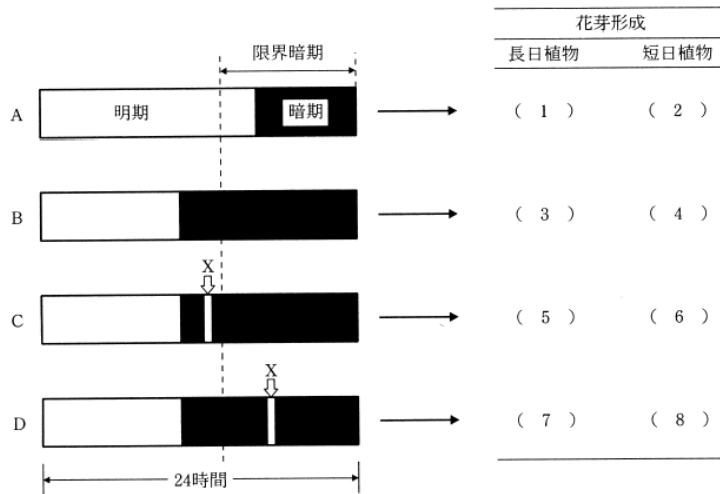 花芽形成
限界暗期
長日植物 短日植物
A 明期 暗期 ( 1 ) ( 2 )
B ( 3 ) ( 4 )
X
C ( 5 ) ( 6 )
X
D ( 7 ) ( 8 )
24時間